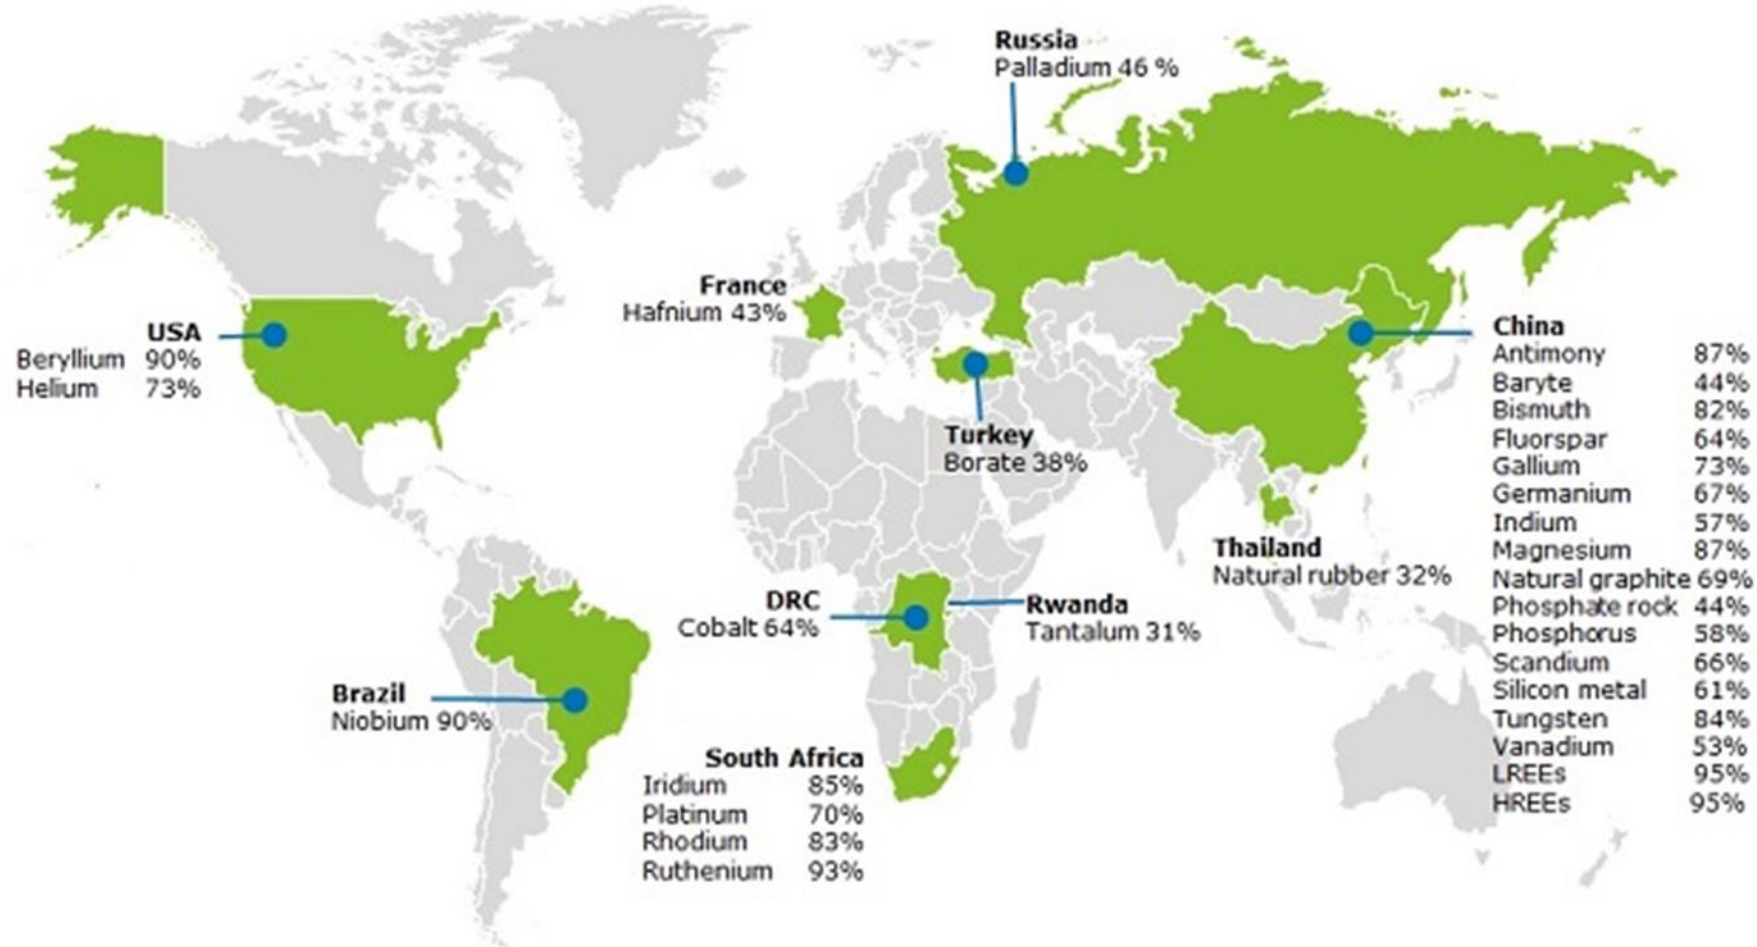 Russia
Palladium 46 %
France
Hafnium 43%
USA
Beryllium 90%
Helium 73%
China
Antimony 87%
Baryte 44%
Bismuth 82%
Fluorspar 64%
Gallium 73%
Germanium 67%
Indium 57%
Magnesium 87%
Natural graphite 69%
Phosphate rock 44%
Phosphorus 58%
Scandium 66%
Silicon metal 61%
Tungsten 84%
Vanadium 53%
LREEs 95%
HREEs 95%
Turkey
Borate 38%
Thailand
Natural rubber 32%
DRC
Cobalt 64%
Rwanda
Tantalum 31%
Brazil
Niobium 90%
South Africa
Iridium 85%
Platinum 70%
Rhodium 83%
Ruthenium 93%